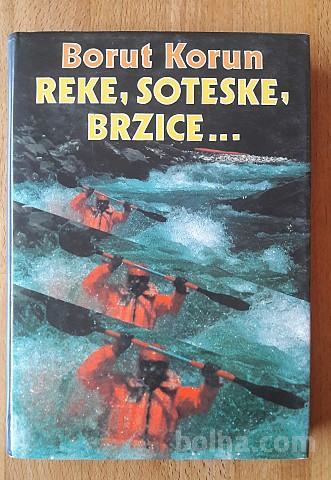 Borut Korun
REKE, SOTESKE,
BRZICE...
bolha.com